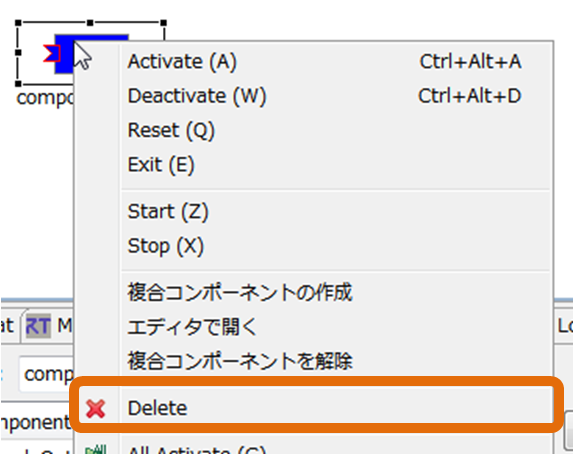 Activate (A) Ctrl+Alt+A
compo
Deactivate (W) Ctrl+Alt+D
Reset (Q)
Exit (E)
Start (Z)
Stop (X)
複合コンポーネントの作成
at RT M エディタで開く Lo
: comp 複合コンポーネントを解除
Delete
nponent
All Activate (G)